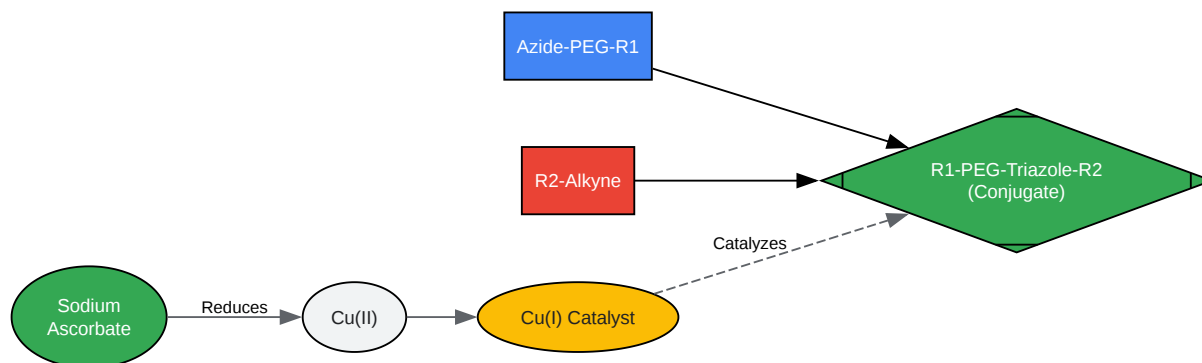 Azide-PEG-R1
R2-Alkyne
R1-PEG-Triazole-R2
(Conjugate)
Catalyzes
Sodium
Ascorbate
Reduces
Cu(II)
Cu(I) Catalyst